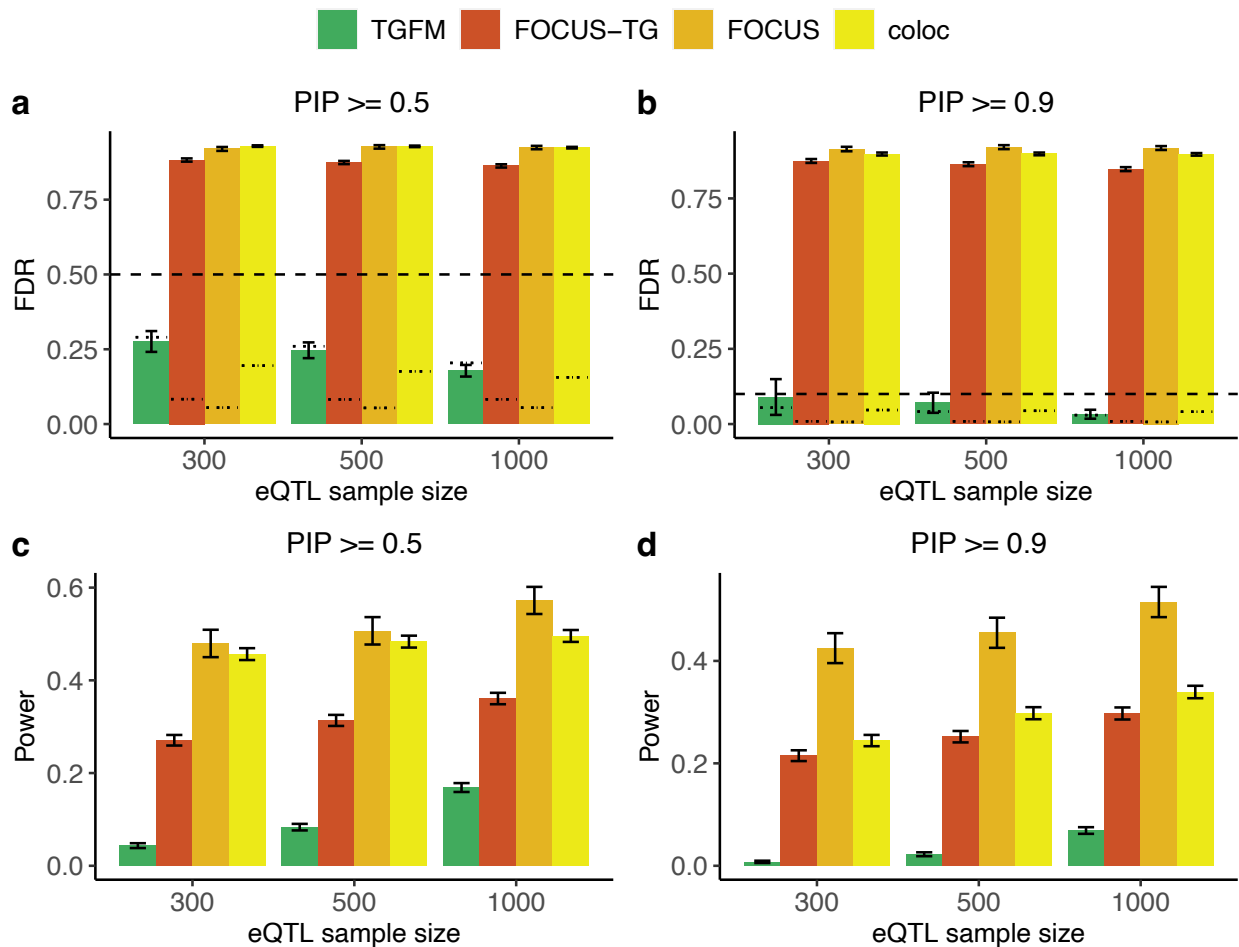 TGFM FOCUS−TG FOCUS coloc
a PIP >= 0.5
FDR
0.75
0.50
0.25
0.00
300 500 1000
eQTL sample size
b PIP >= 0.9
FDR
0.75
0.50
0.25
0.00
300 500 1000
eQTL sample size
c PIP >= 0.5
Power
0.6
0.4
0.2
0.0
300 500 1000
eQTL sample size
d PIP >= 0.9
Power
0.4
0.2
0.0
300 500 1000
eQTL sample size